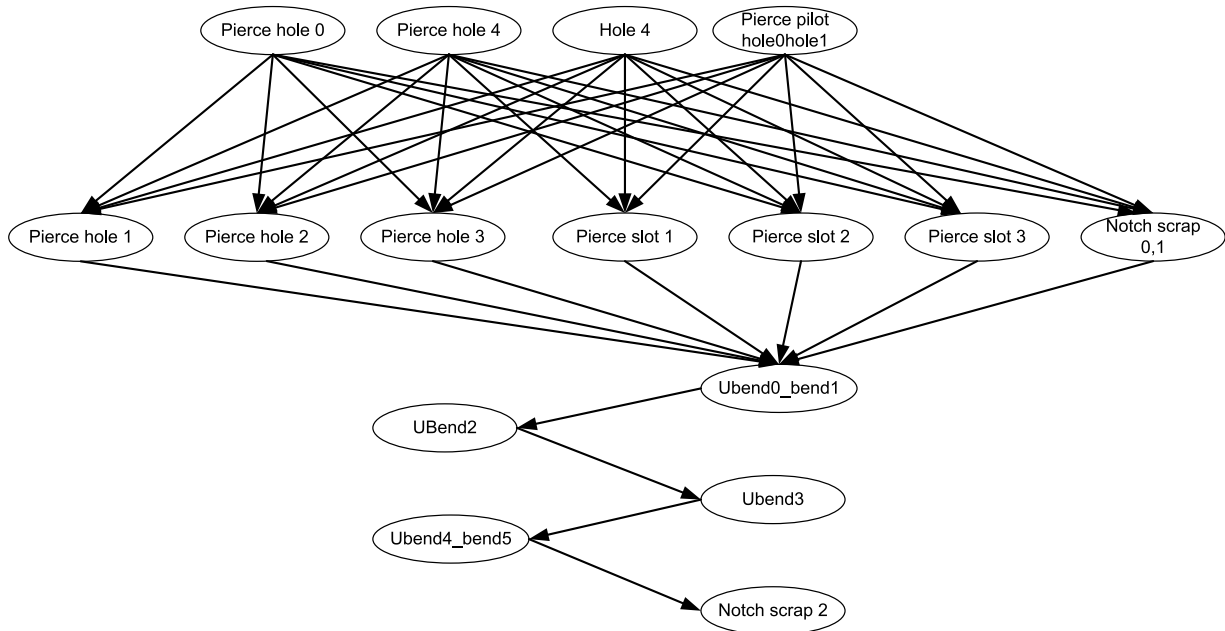 Pierce hole 0
Pierce hole 4
Hole 4
Pierce pilot
hole0hole1
Pierce hole 1
Pierce hole 2
Pierce hole 3
Pierce slot 1
Pierce slot 2
Pierce slot 3
Notch scrap
0,1
Ubend0_bend1
UBend2
Ubend3
Ubend4_bend5
Notch scrap 2